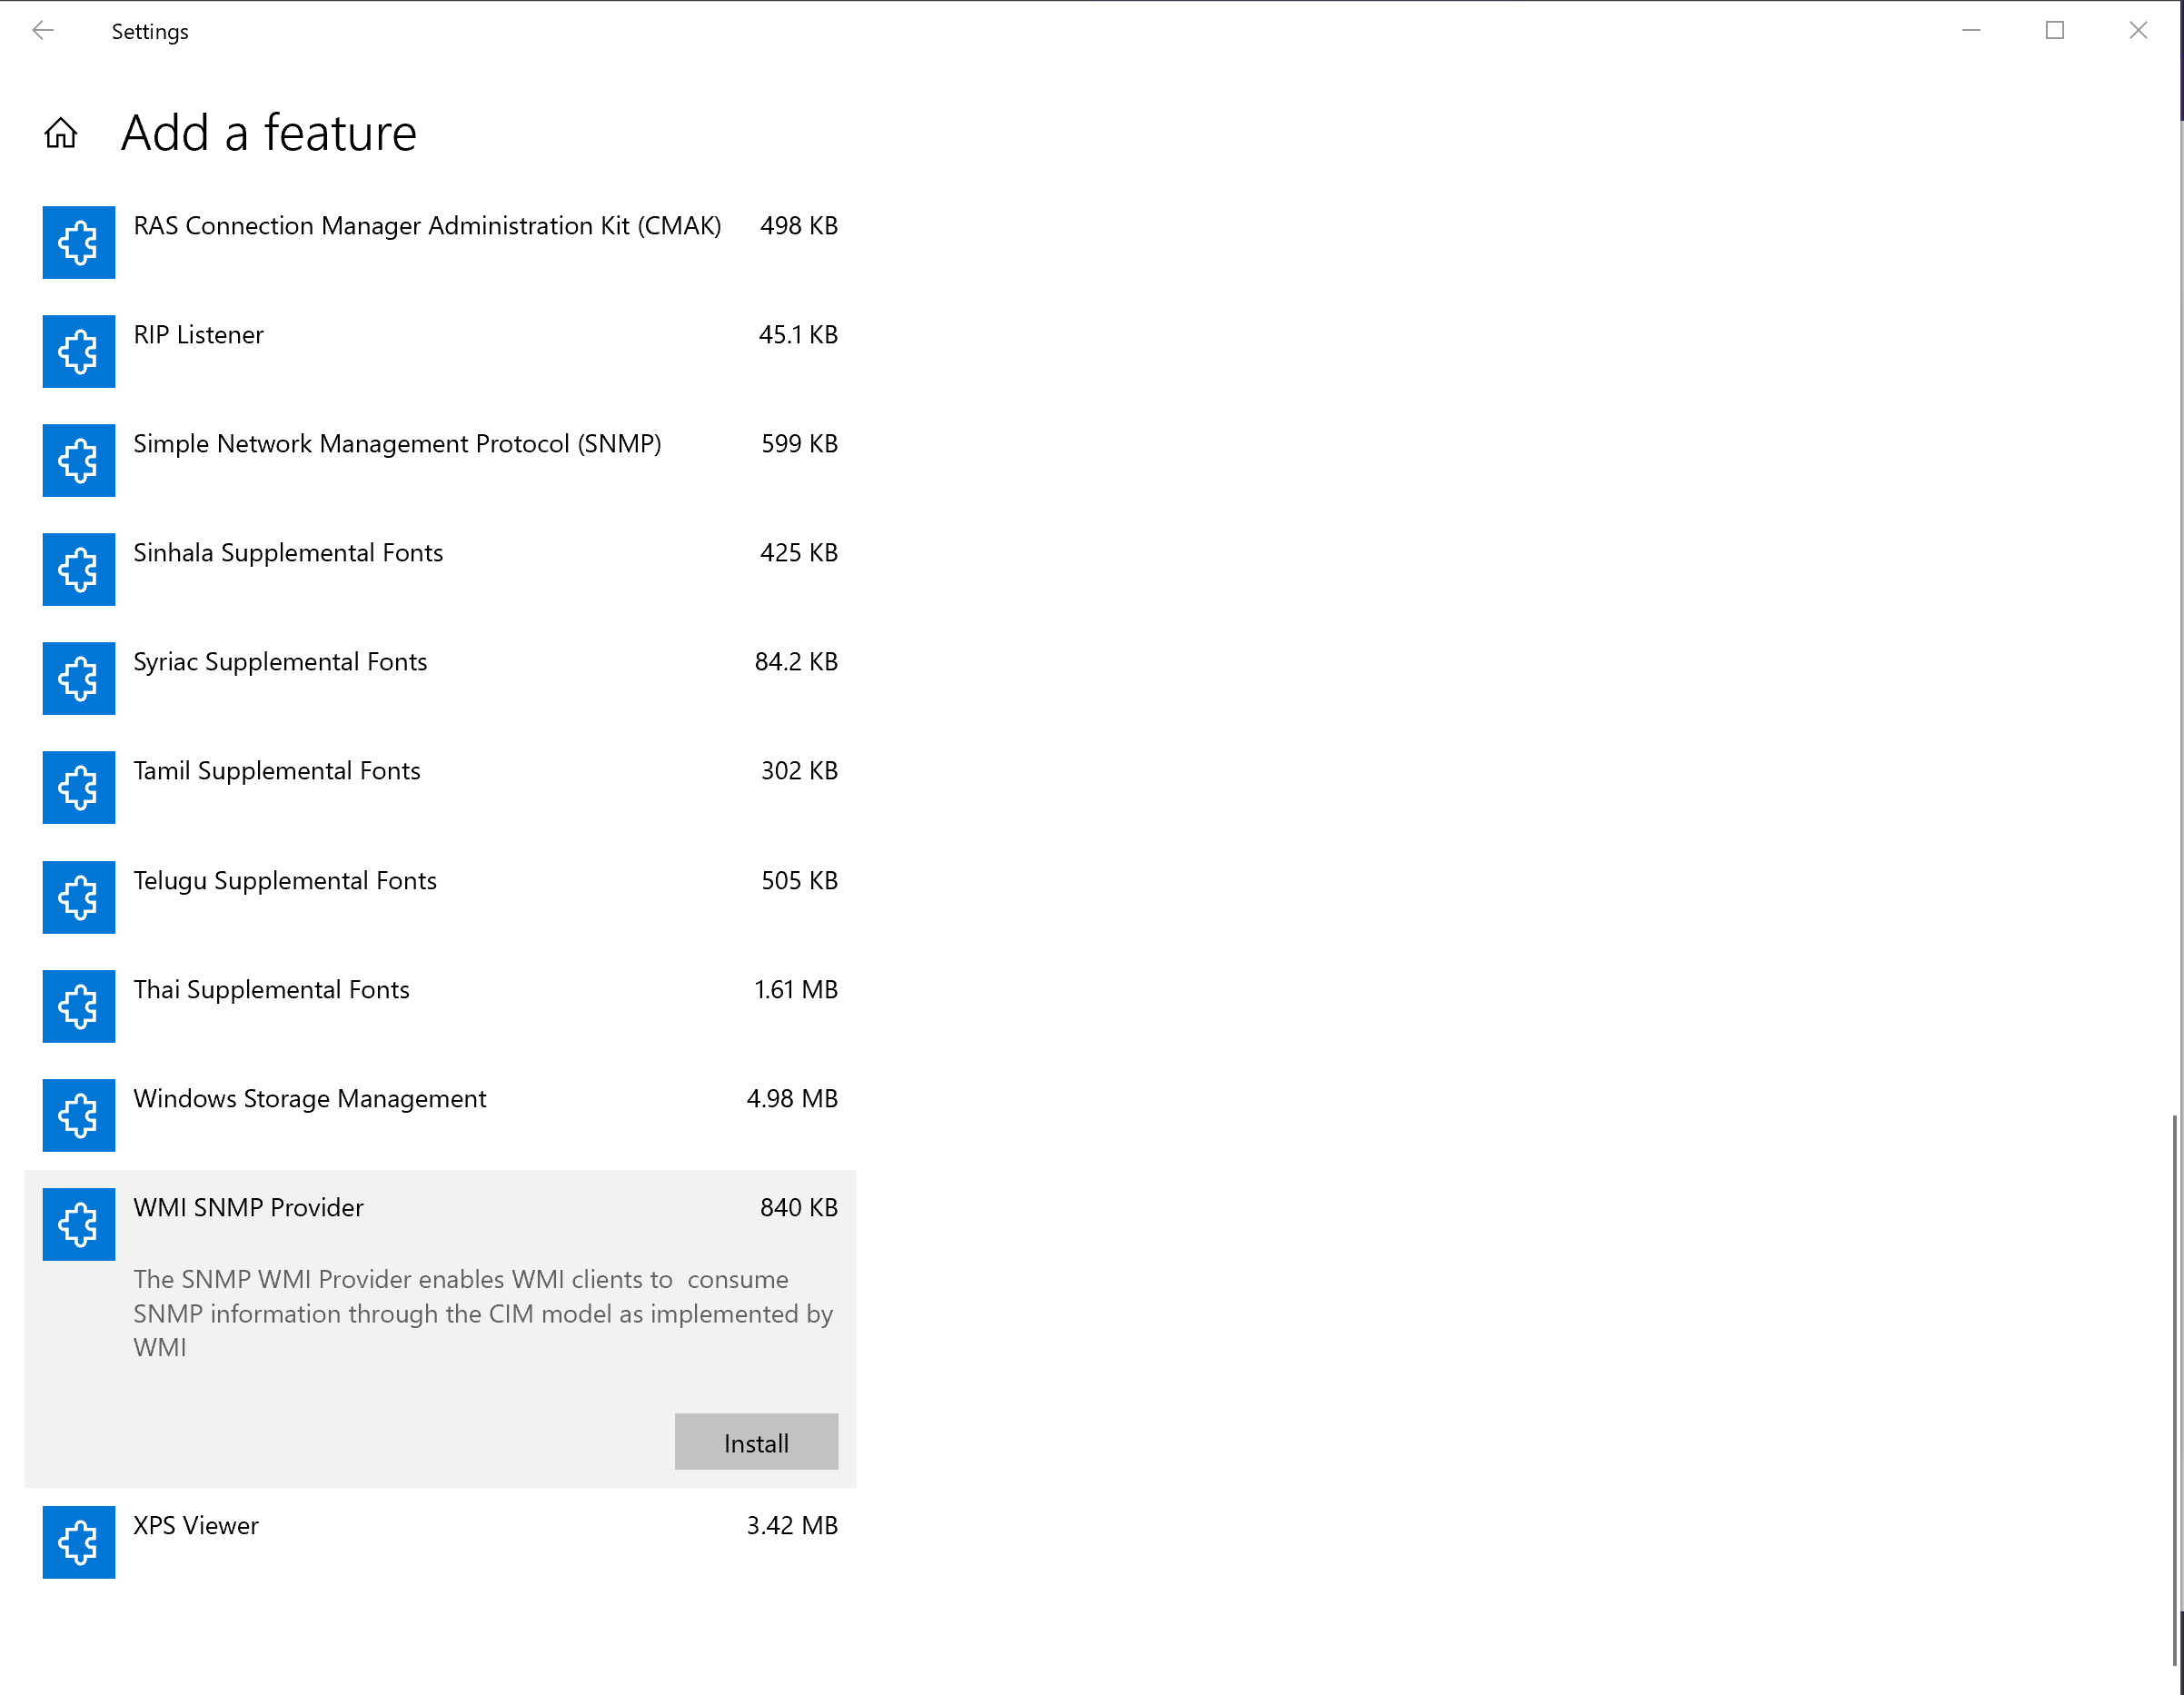 Settings
Add a feature
RAS Connection Manager Administration Kit (CMAK) 498 KB
RIP Listener 45.1 KB
Simple Network Management Protocol (SNMP) 599 KB
Sinhala Supplemental Fonts 425 KB
Syriac Supplemental Fonts 84.2 KB
Tamil Supplemental Fonts 302 KB
Telugu Supplemental Fonts 505 KB
Thai Supplemental Fonts 1.61 MB
Windows Storage Management 4.98 MB
WMI SNMP Provider 840 KB
The SNMP WMI Provider enables WMI clients to  consume
SNMP information through the CIM model as implemented by
WMI
Install
XPS Viewer 3.42 MB